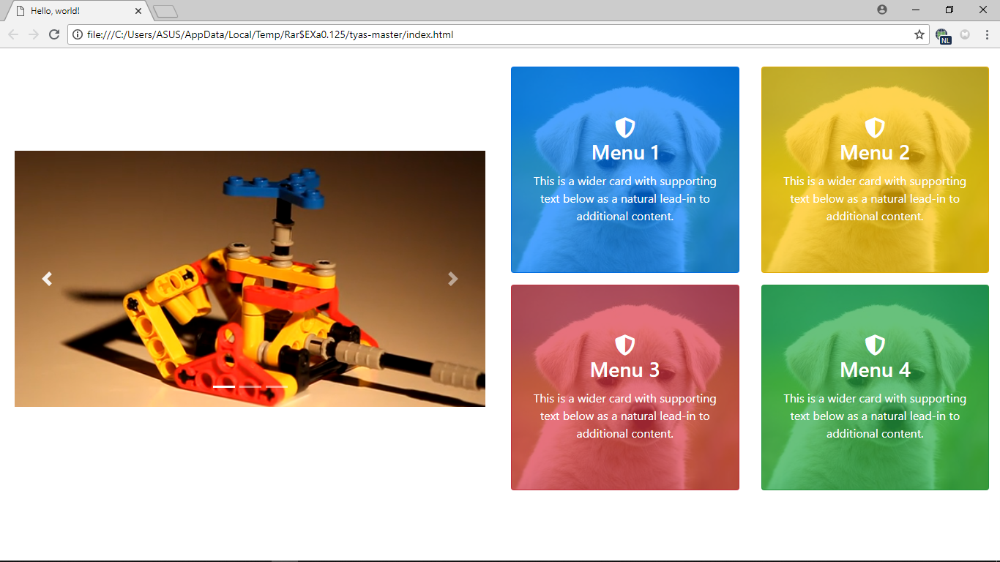 Hello, world!
file:///C:/Users/ASUS/AppData/Local/Temp/Rar$EXa0.125/tyas-master/index.html
NL
Menu 1
This is a wider card with supporting
text below as a natural lead-in to
additional content.
Menu 2
This is a wider card with supporting
text below as a natural lead-in to
additional content.
Menu 3
This is a wider card with supporting
text below as a natural lead-in to
additional content.
Menu 4
This is a wider card with supporting
text below as a natural lead-in to
additional content.